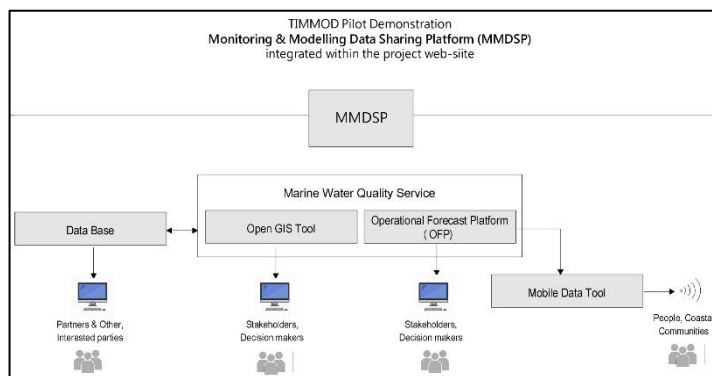 TIMMOD Pilot Demonstration
Monitoring & Modelling Data Sharing Platform (MMDSP)
integrated within the project web-site
MMDSP
Marine Water Quality Service
Data Base
Open GIS Tool
Operational Forecast Platform
( OFP)
Mobile Data Tool
Partners & Other,
Interested parties
Stakeholders,
Decision makers
Stakeholders,
Decision makers
People, Coasta
Communities